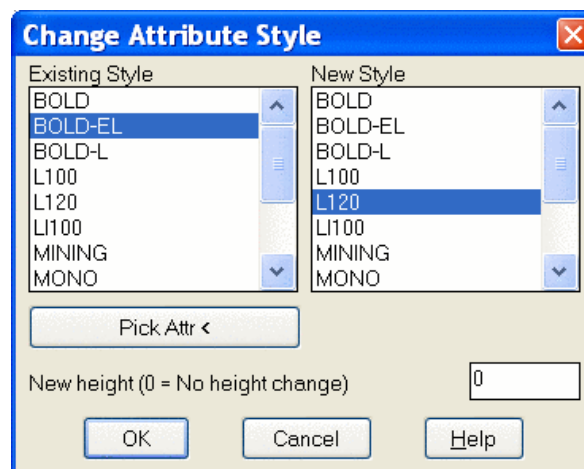 Change Attribute Style
Existing Style
BOLD
BOLD-EL
BOLD-L
L100
L120
LI100
MINING
MONO
New Style
BOLD
BOLD-EL
BOLD-L
L100
L120
LI100
MINING
MONO
Pick Attr <
New height (0 = No height change)
0
OK
Cancel
Help